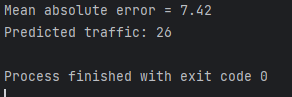 Mean absolute error = 7.42
Predicted traffic: 26
Process finished with exit code 0